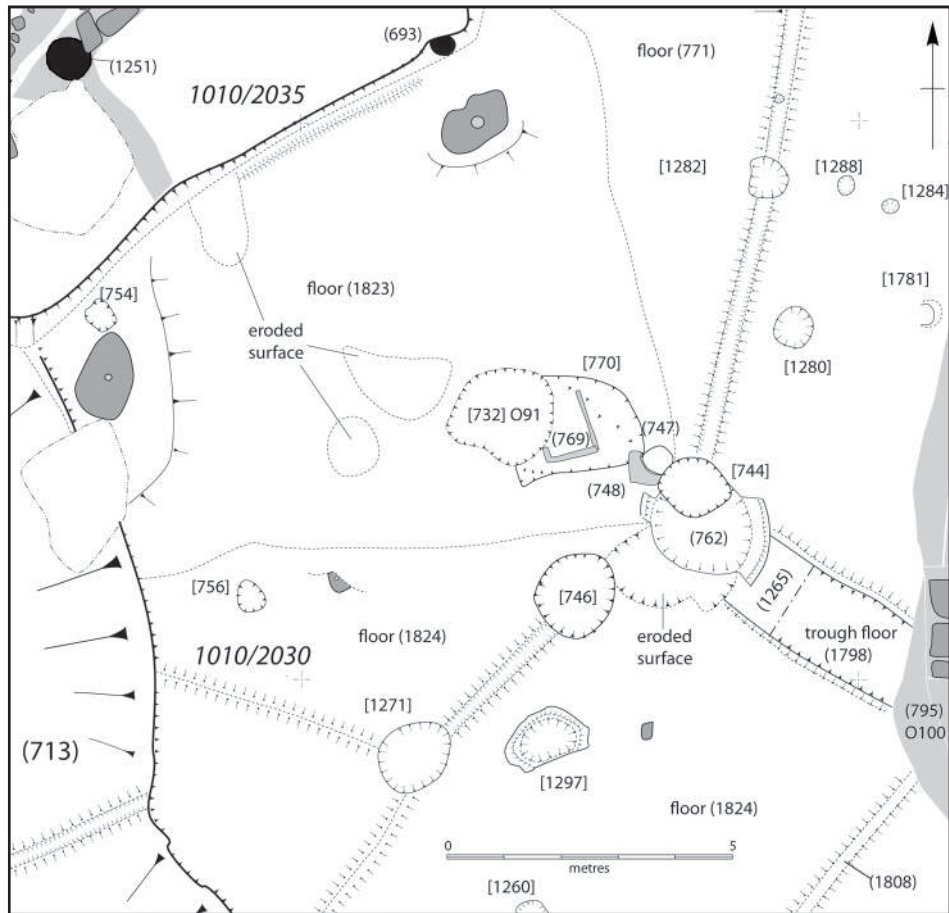 (693)
floor (771)
(1251)
1010/2035
[1282]
[1288]
[1284]
[1781]
floor (1823)
[754]
eroded
surface
[770]
[1280]
[732] O91
(769)
(747)
[744]
(748)
(762)
[756]
[746]
(1265)
floor (1824)
eroded
surface
trough floor
(1798)
1010/2030
[1271]
(795)
O100
(713)
[1297]
floor (1824)
0
5
metres
(1808)
[1260]